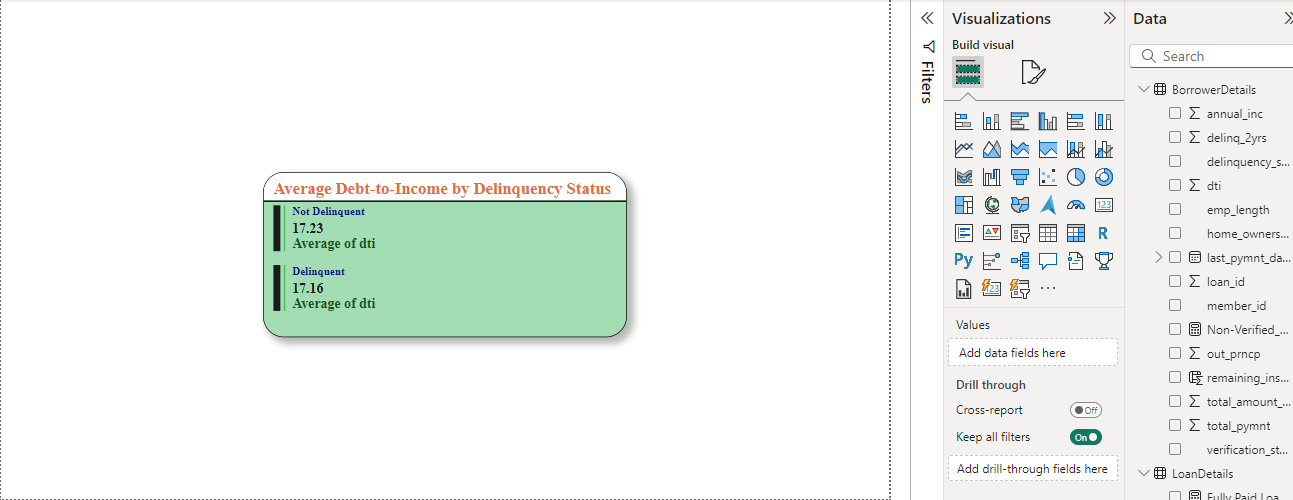 Average Debt-to-Income by Delinquency Status
Not Delinquent
17.23
Average of dti
Delinquent
17.16
Average of dti
Filters
Visualizations
Build visual
123
R
Py
123
Values
Add data fields here
Drill through
Cross-report
Off
Keep all filters
On
Add drill-through fields here
Data
Search
BorrowerDetails
annual_inc
delinq_2yrs
delinquency_s...
dti
emp_length
home_owners...
last_pymnt_da...
loan_id
member_id
Non-Verified_...
out_prncp
remaining_ins...
total_amount_...
total_pymnt
verification_st...
LoanDetails
Fully Paid Loa...